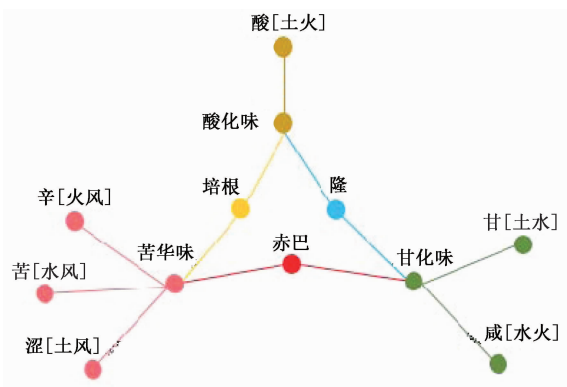 酸[土火]
酸化味
培根
隆
辛[火风]
苦华味
赤巴
甘化味
甘[土水]
苦[水风]
涩[土风]
咸[水火]